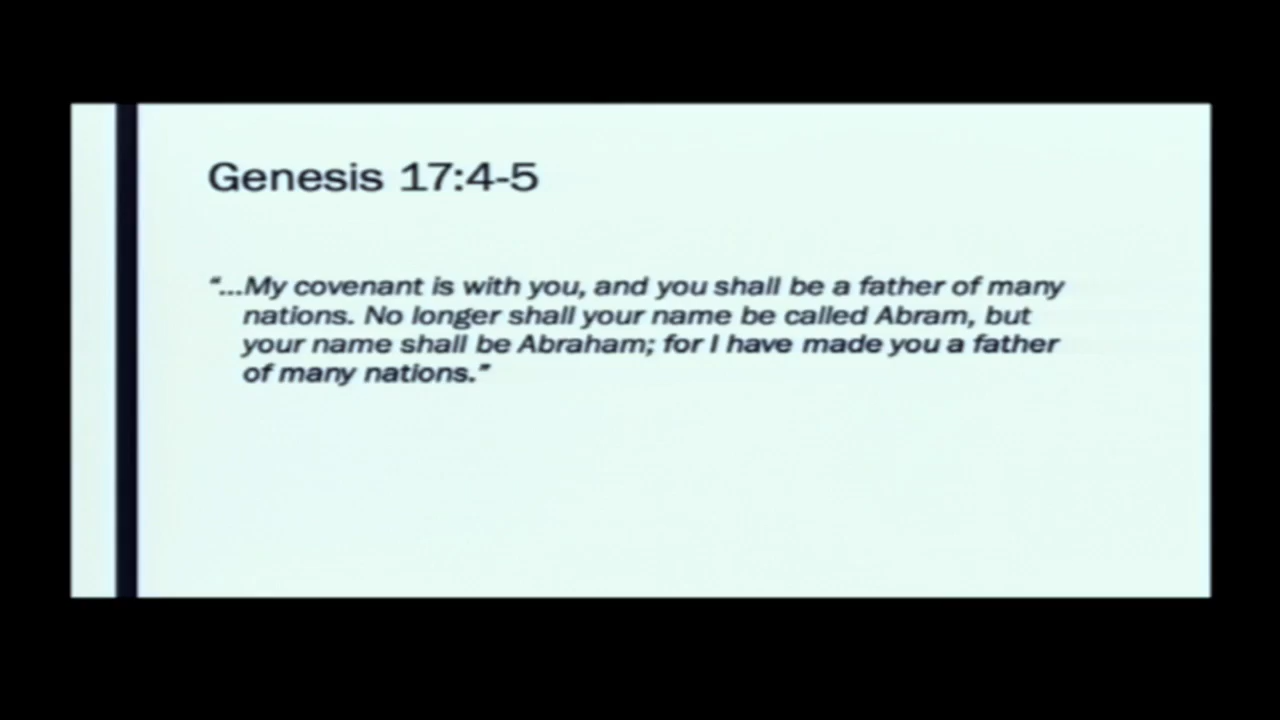 Genesis 17:4-5
“...My covenant is with you, and you shall be a father of many
nations. No longer shall your name be called Abram, but
your name shall be Abraham; for I have made you a father
of many nations.”